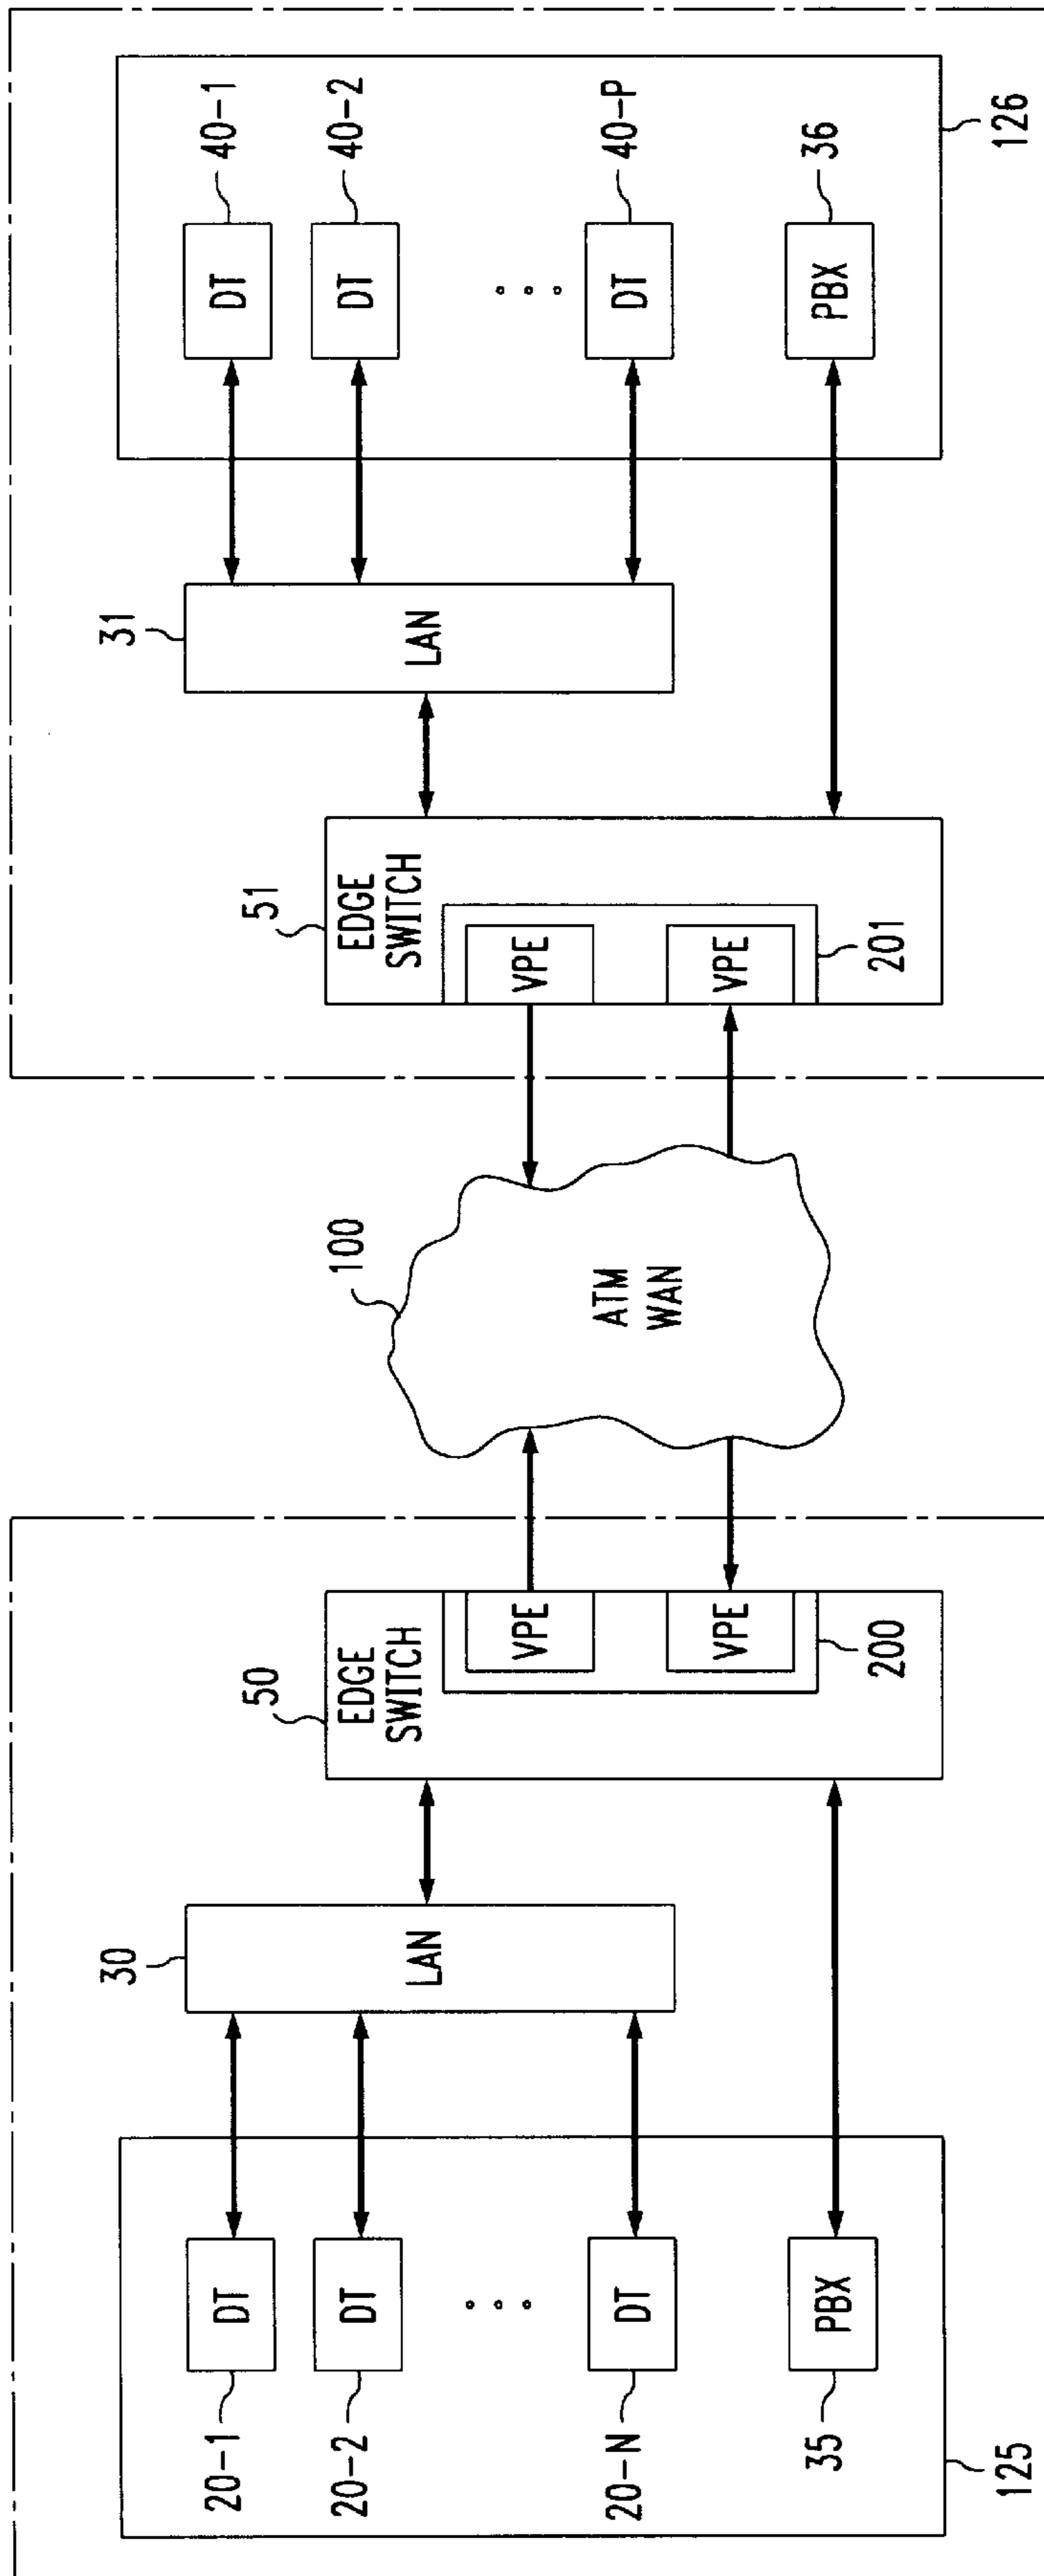 20-1
DT
20-2
DT
20-N
DT
35
PBX
125
30
LAN
50
EDGE
SWITCH
VPE
VPE
200
100
ATM
WAN
51
EDGE
SWITCH
VPE
VPE
201
31
LAN
DT
40-1
DT
40-2
DT
40-P
PBX
36
126